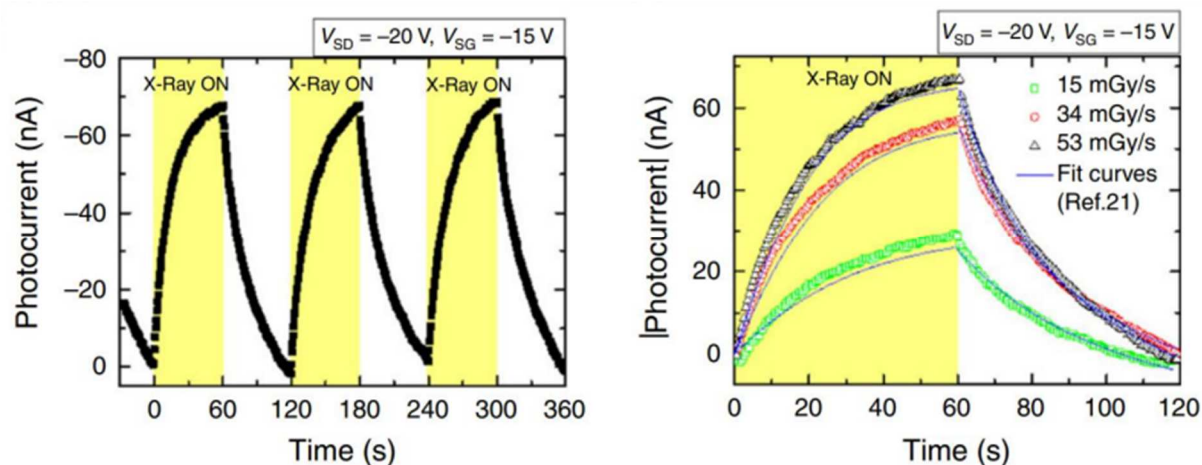 V_SD = –20 V, V_SG = –15 V
X-Ray ON X-Ray ON X-Ray ON
Photocurrent (nA)
–80
–60
–40
–20
0
0 60 120 180 240 300 360
Time (s)
V_SD = –20 V, V_SG = –15 V
X-Ray ON
15 mGy/s
34 mGy/s
53 mGy/s
Fit curves
(Ref.21)
|Photocurrent| (nA)
60
40
20
0
0 20 40 60 80 100 120
Time (s)